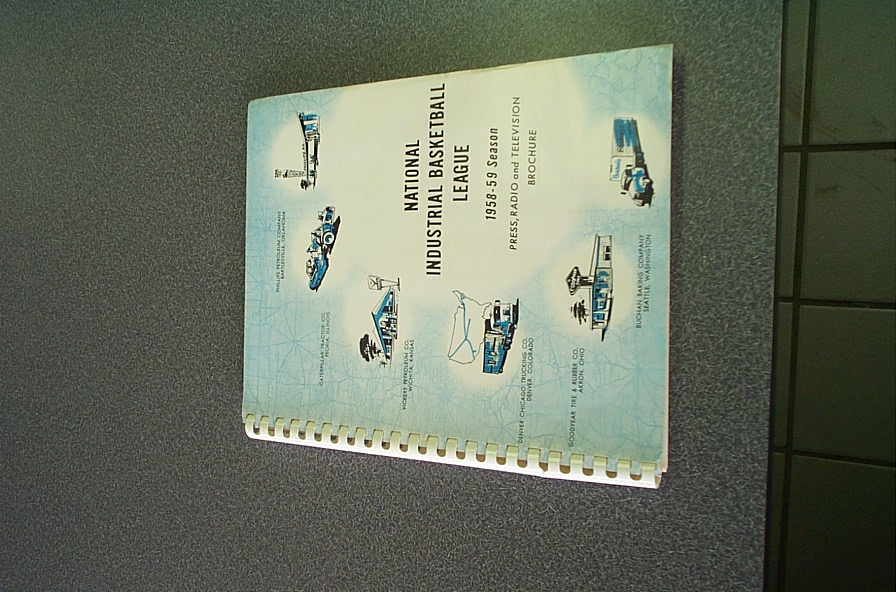 NATIONAL
INDUSTRIAL BASKETBALL
LEAGUE
1958-59 Season
PRESS, RADIO and TELEVISION
BROCHURE
PHILLIPS PETROLEUM COMPANY
BARTLESVILLE, OKLAHOMA
CATERPILLAR TRACTOR CO.
PEORIA, ILLINOIS
VICKERS PETROLEUM CO.
WICHITA, KANSAS
DENVER CHICAGO TRUCKING CO.
DENVER, COLORADO
GOODYEAR TIRE & RUBBER CO.
AKRON, OHIO
BUCHAN BAKING COMPANY
SEATTLE, WASHINGTON